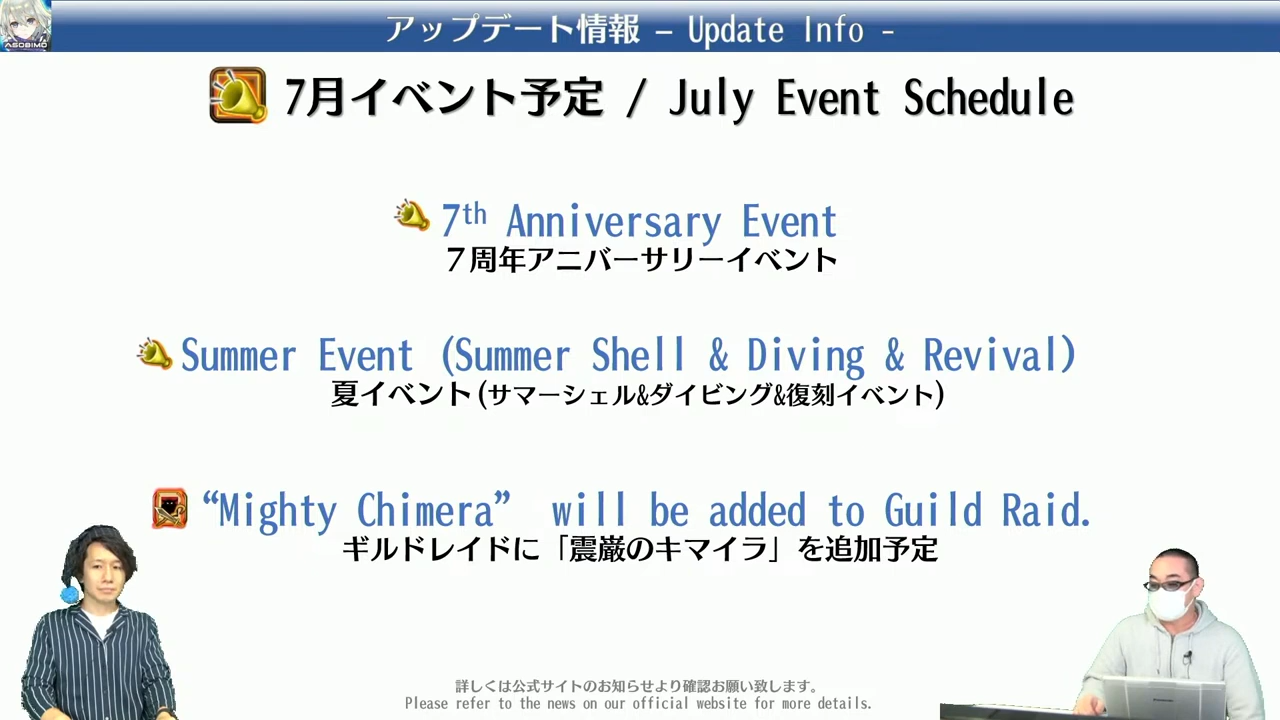 ASOBIMO
アップデート情報 – Update Info -
7月イベント予定 / July Event Schedule
7th Anniversary Event
７周年アニバーサリーイベント
Summer Event (Summer Shell & Diving & Revival)
夏イベント(サマーシェル&ダイビング&復刻イベント)
“Mighty Chimera” will be added to Guild Raid.
ギルドレイドに「震厳のキマイラ」を追加予定
詳しくは公式サイトのお知らせより確認お願い致します。
Please refer to the news on our official website for more details.